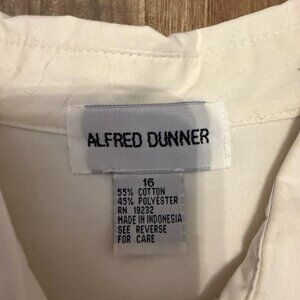 ALFRED DUNNER
16
55% COTTON
45% POLYESTER
RN 19232
MADE IN INDONESIA
SEE REVERSE
FOR CARE